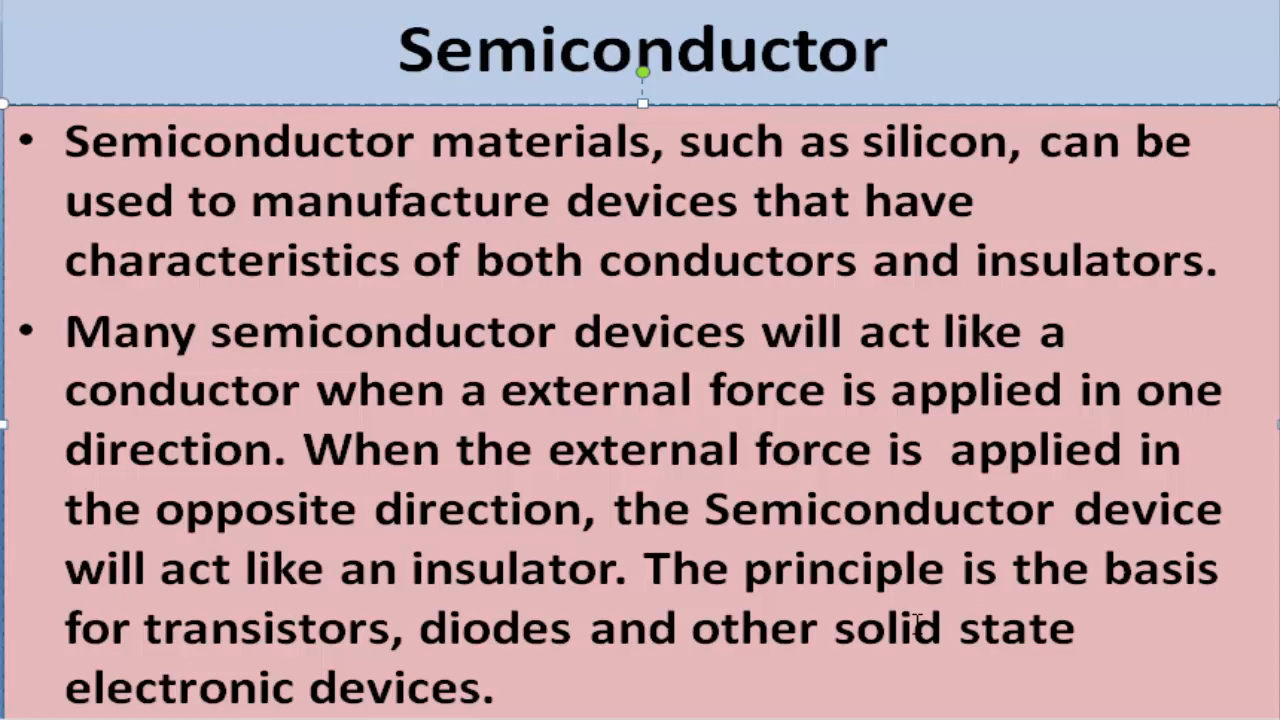 Semiconductor
• Semiconductor materials, such as silicon, can be
used to manufacture devices that have
characteristics of both conductors and insulators.
• Many semiconductor devices will act like a
conductor when a external force is applied in one
direction. When the external force is  applied in
the opposite direction, the Semiconductor device
will act like an insulator. The principle is the basis
for transistors, diodes and other solid state
electronic devices.